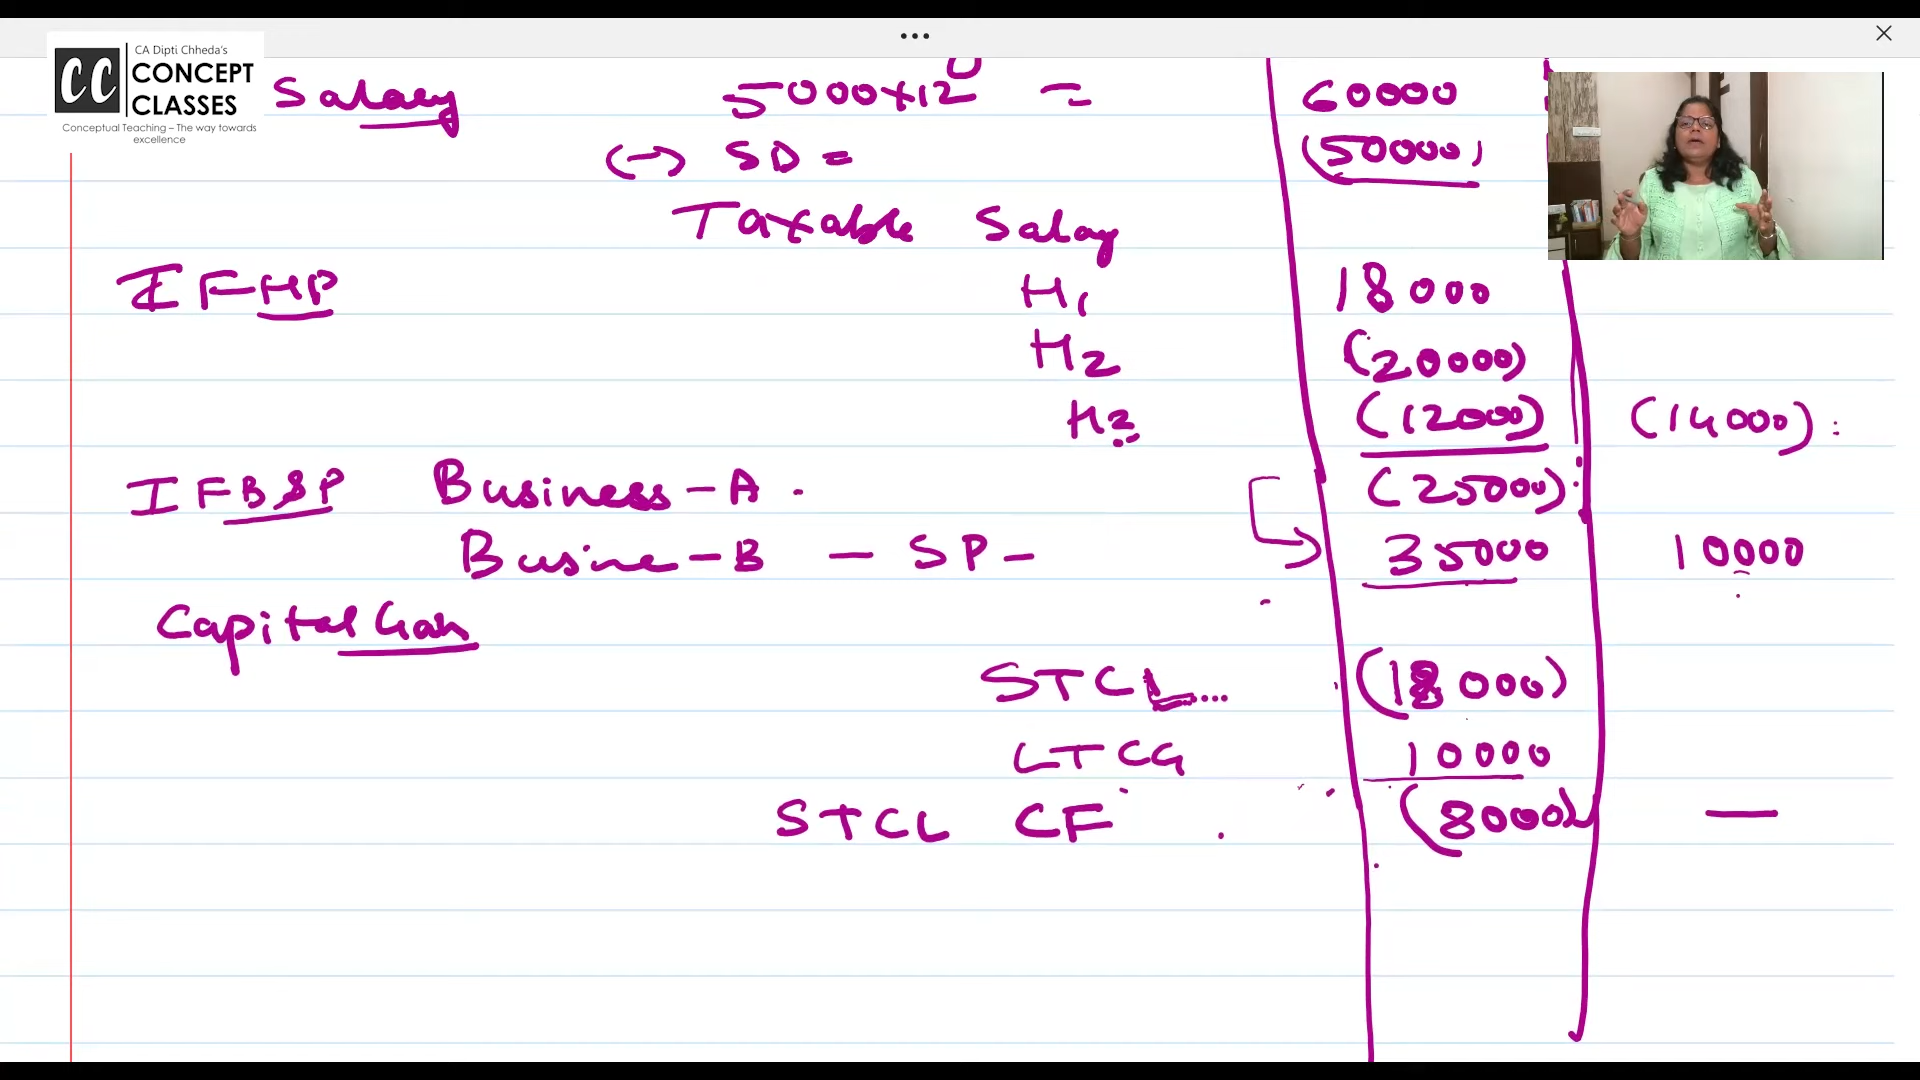 CC
CA Dipti Chheda's
CONCEPT
CLASSES
Conceptual Teaching – The way towards
excellence
Salary 5000x12 = 60000
(-) SD = (50000)
Taxable Salary
IFHP H1 18000
H2 (20000)
H3 (12000) (14000)
IFB&P Business - A (25000)
Busine - B - SP - 35000 10000
Capital Gain
STCL (18000)
LTCG 10000
STCL CF (8000) —